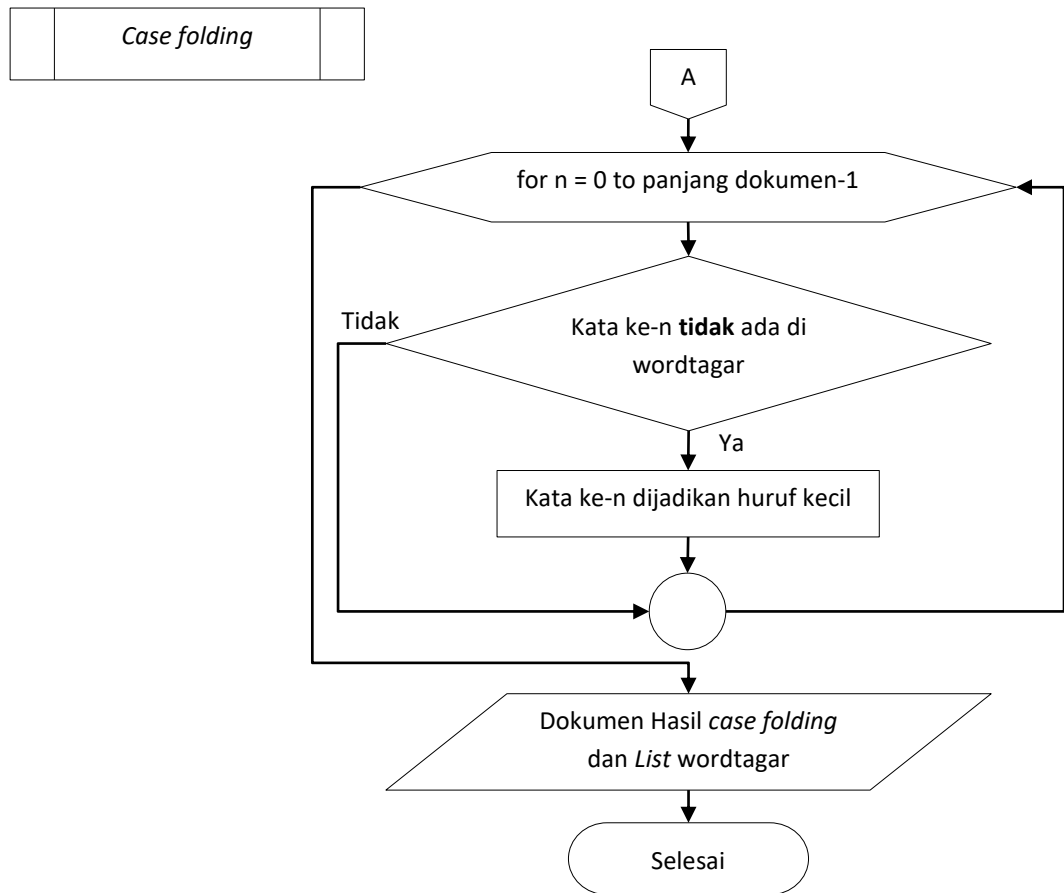 Case folding
A
for n = 0 to panjang dokumen-1
Tidak
Kata ke-n tidak ada di
wordtagar
Ya
Kata ke-n dijadikan huruf kecil
Dokumen Hasil case folding
dan List wordtagar
Selesai